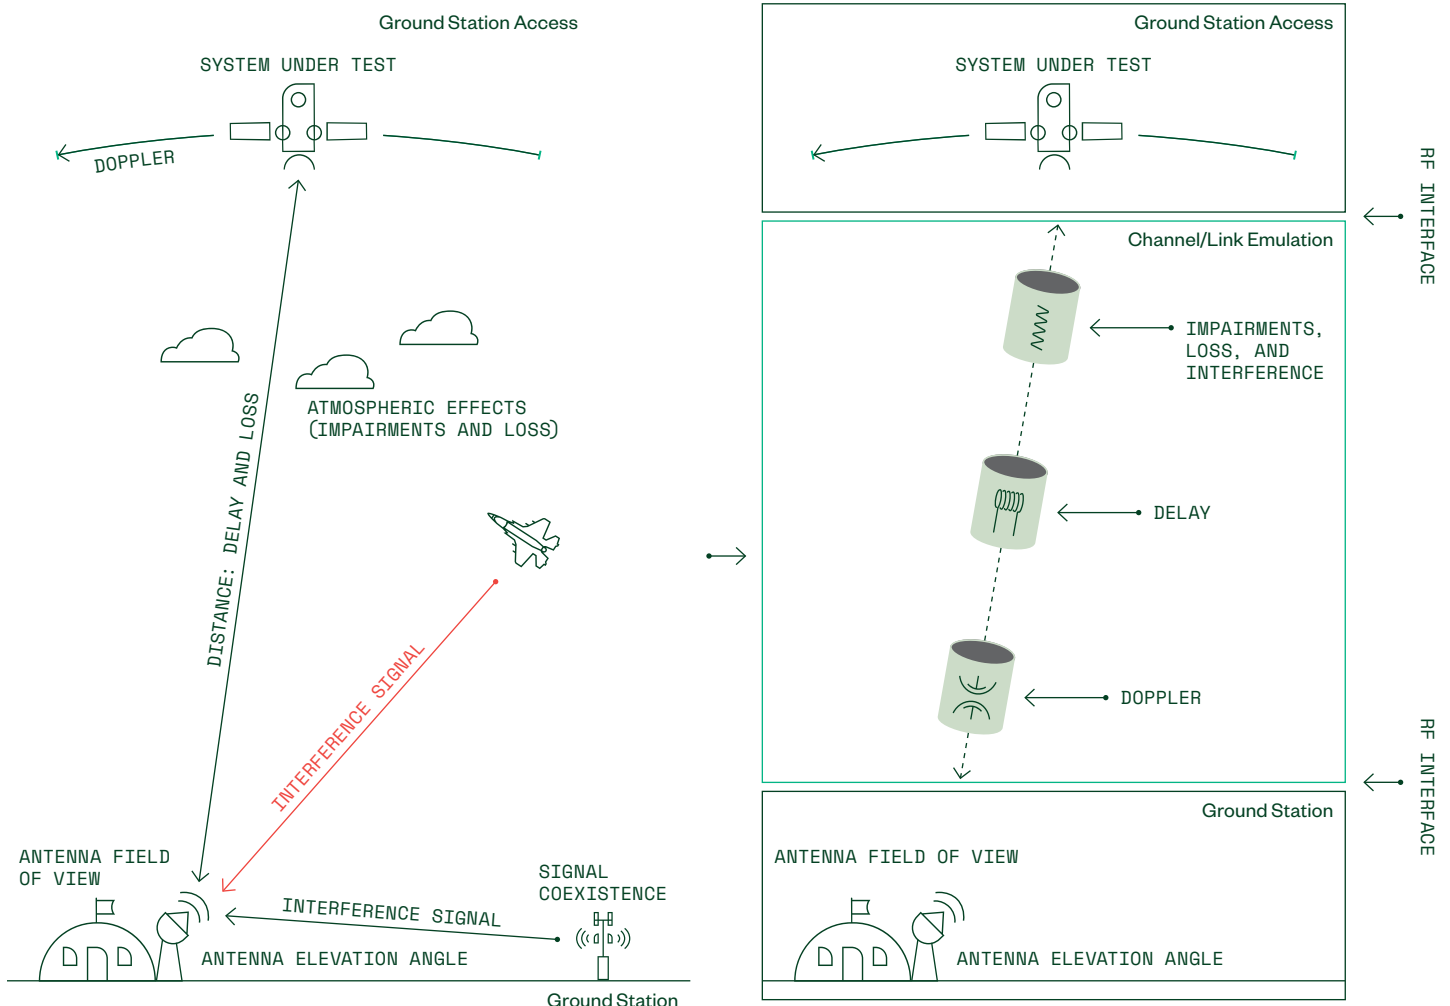 Ground Station Access
SYSTEM UNDER TEST
DOPPLER
DISTANCE: DELAY AND LOSS
ATMOSPHERIC EFFECTS
(IMPAIRMENTS AND LOSS)
INTERFERENCE SIGNAL
ANTENNA FIELD
OF VIEW
SIGNAL
COEXISTENCE
INTERFERENCE SIGNAL
ANTENNA ELEVATION ANGLE
Ground Station
Ground Station Access
SYSTEM UNDER TEST
RF INTERFACE
Channel/Link Emulation
IMPAIRMENTS,
LOSS, AND
INTERFERENCE
DELAY
DOPPLER
RF INTERFACE
Ground Station
ANTENNA FIELD OF VIEW
ANTENNA ELEVATION ANGLE